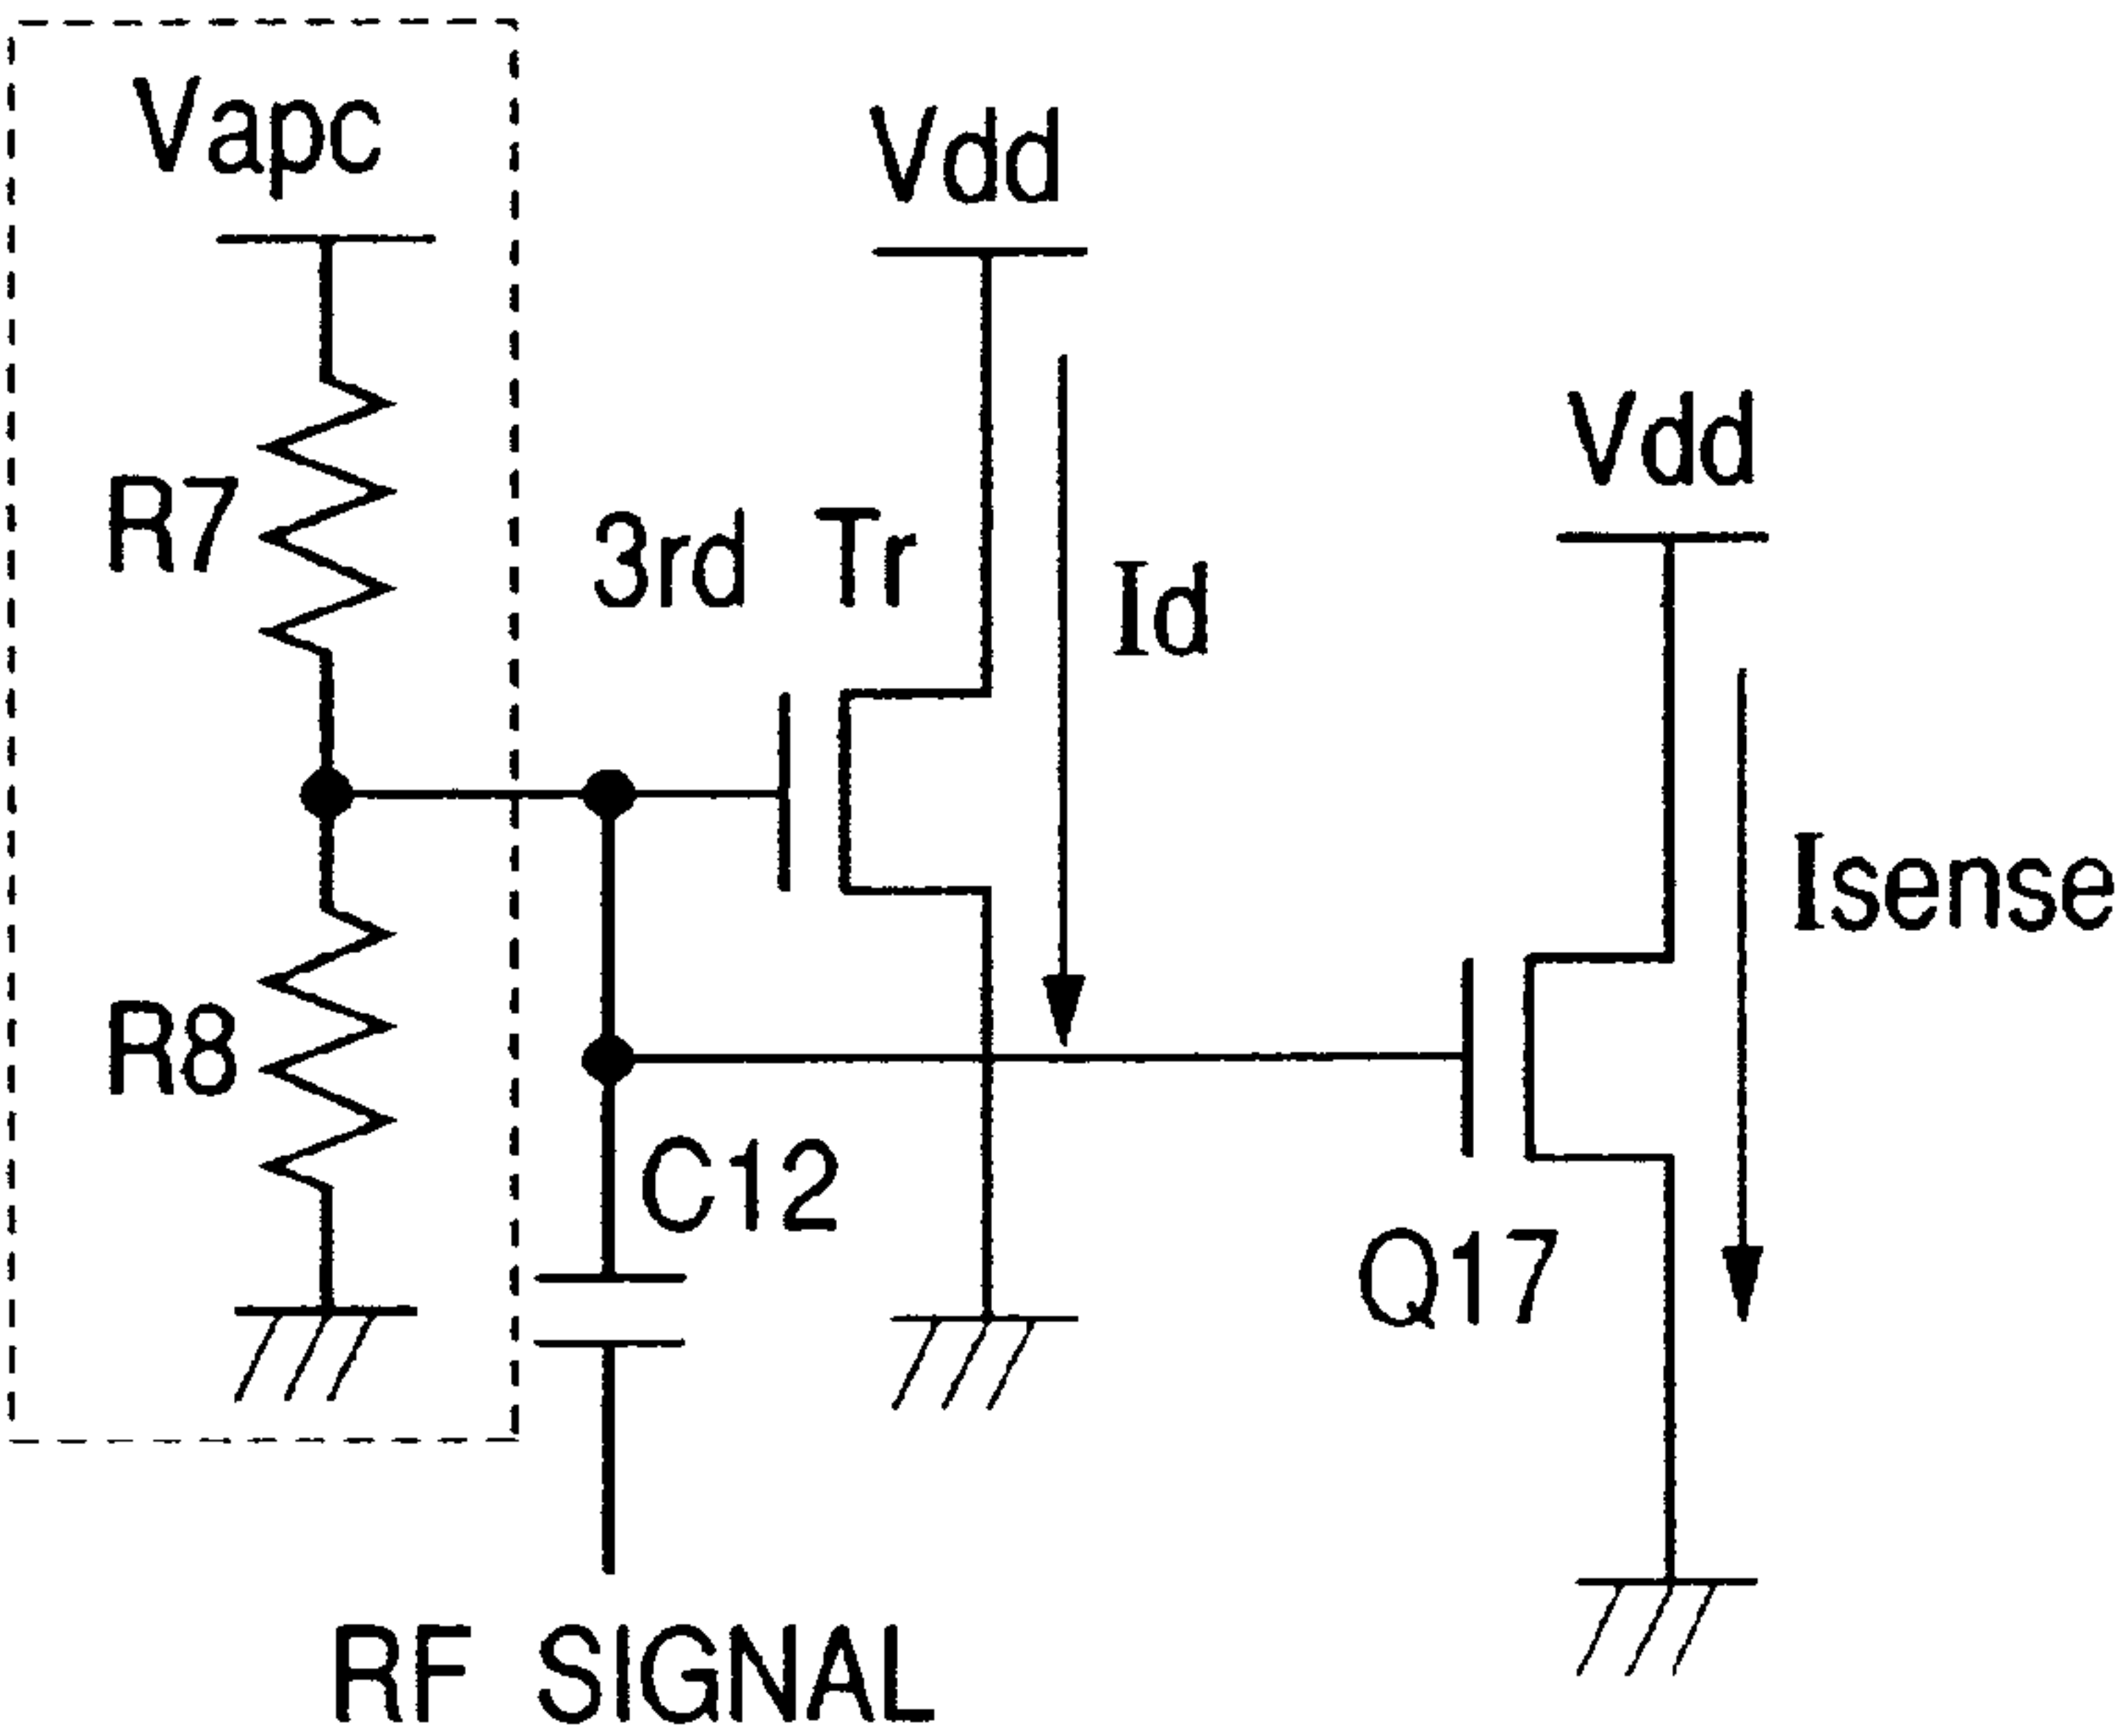 Vapc
Vdd
Vdd
R7
3rd Tr
Id
Isense
R8
C12
Q17
RF SIGNAL